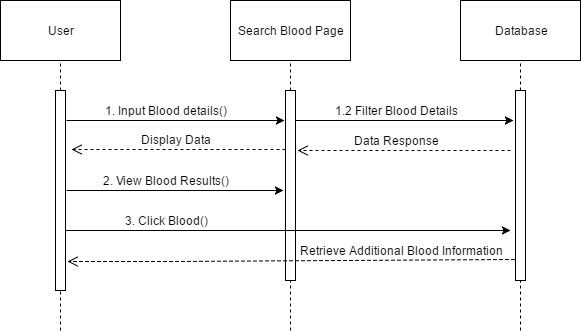 User
Search Blood Page
Database
1. Input Blood details()
1.2 Filter Blood Details
Display Data
Data Response
2. View Blood Results()
3. Click Blood()
Retrieve Additional Blood Information